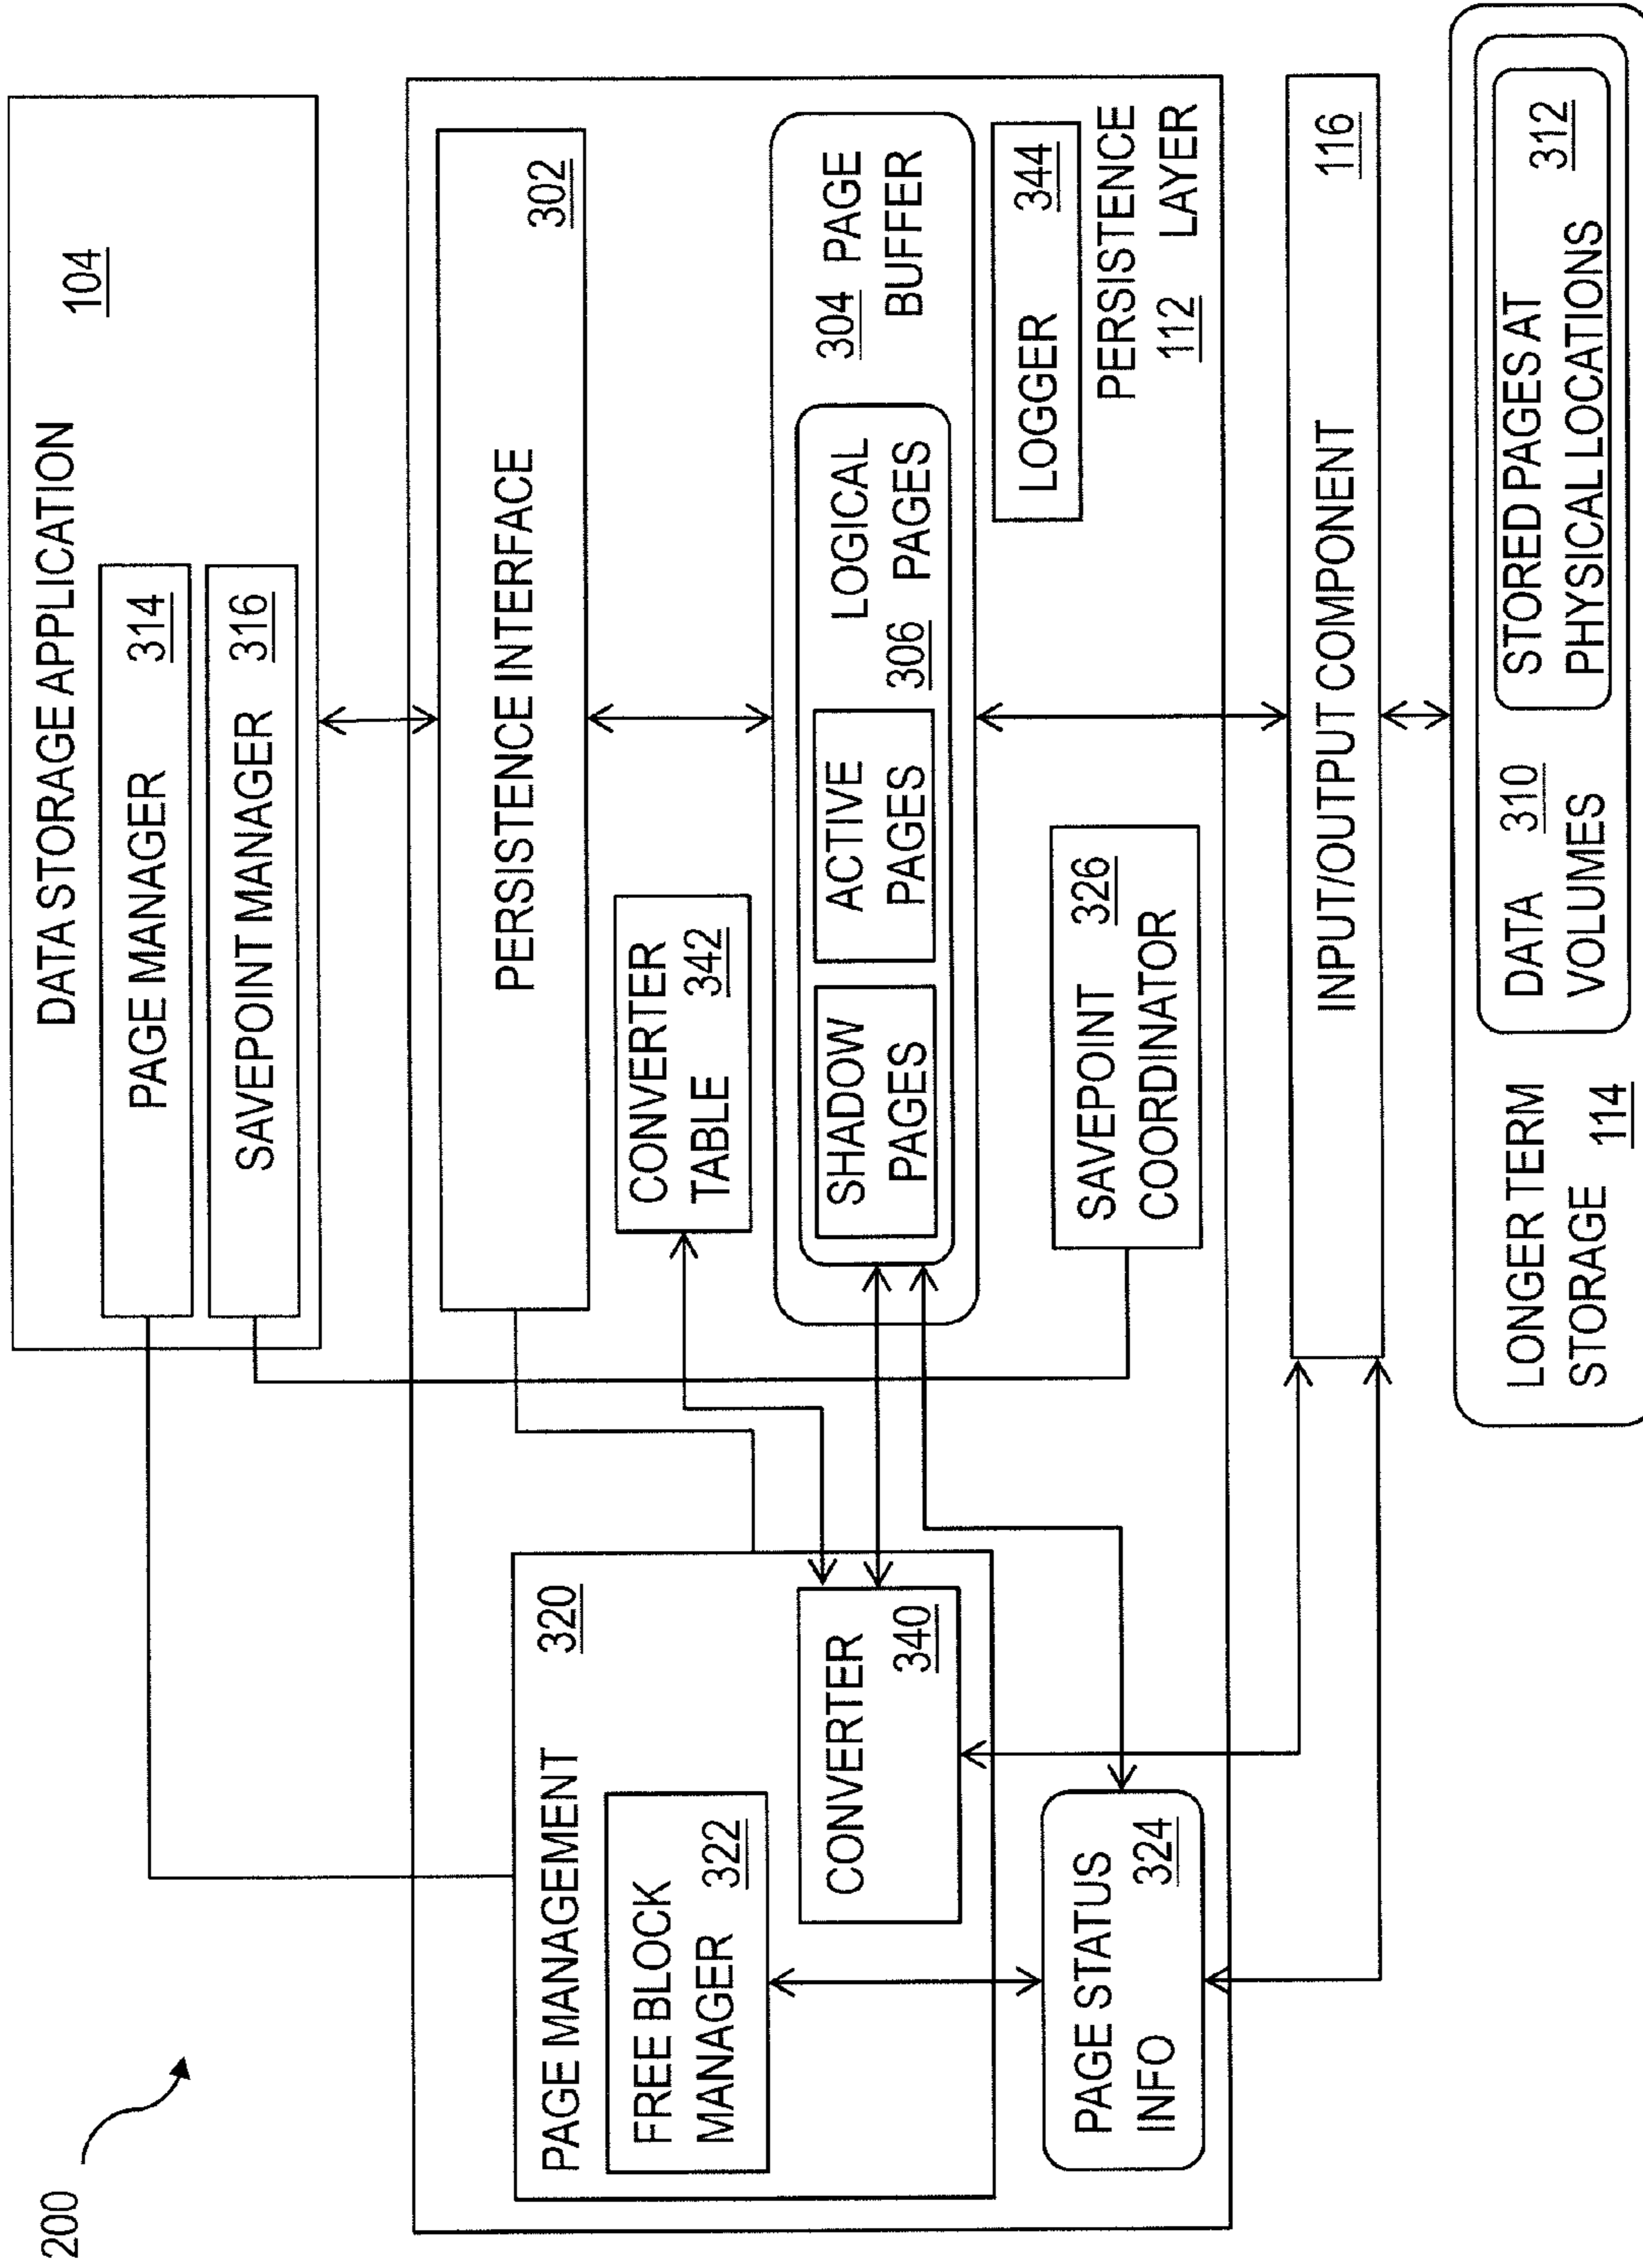 200
DATA STORAGE APPLICATION
104
PAGE MANAGER 314
SAVEPOINT MANAGER 316
PERSISTENCE INTERFACE 302
PAGE MANAGEMENT 320
FREE BLOCK
MANAGER 322
CONVERTER
340
CONVERTER
TABLE 342
304 PAGE
BUFFER
LOGICAL
306 PAGES
SHADOW
PAGES
ACTIVE
PAGES
PAGE STATUS
INFO 324
SAVEPOINT 326
COORDINATOR
LOGGER 344
PERSISTENCE
112 LAYER
INPUT/OUTPUT COMPONENT 116
LONGER TERM
STORAGE 114
DATA 310
VOLUMES
STORED PAGES AT
PHYSICAL LOCATIONS 312